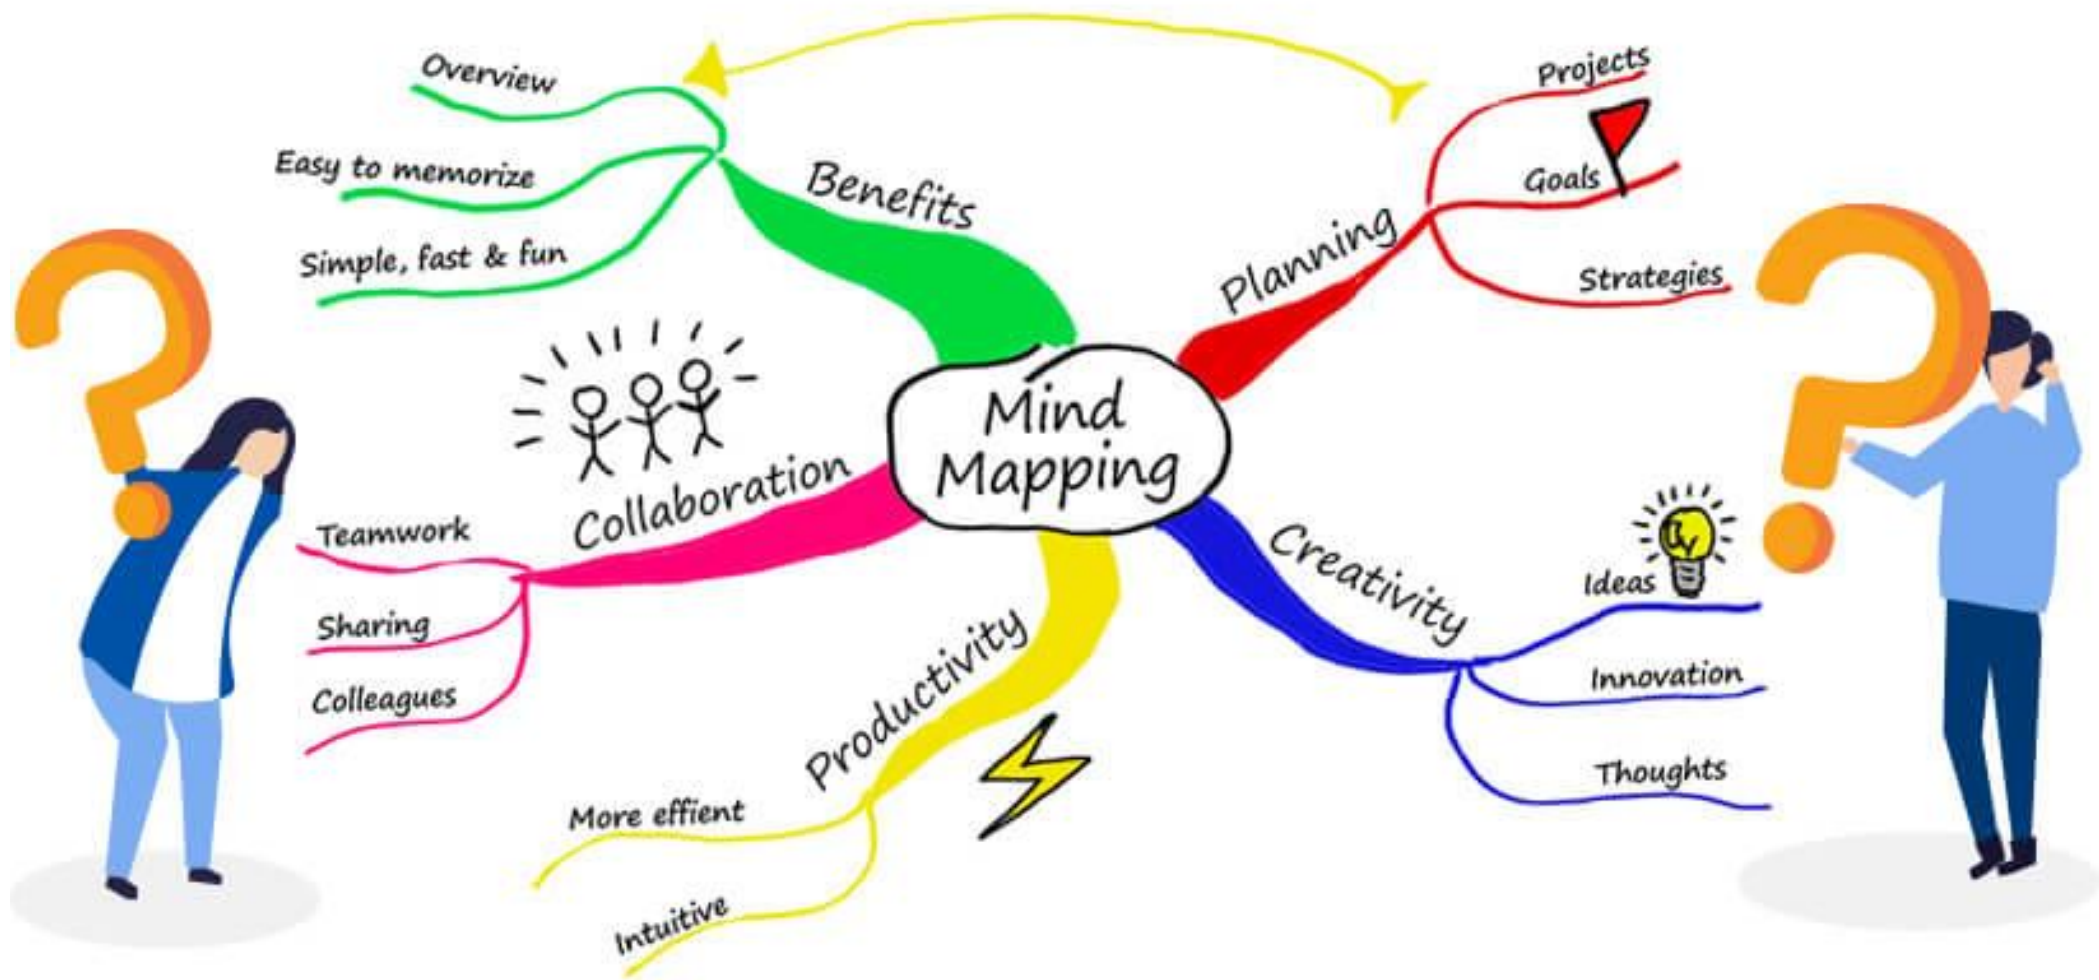 Mind
Mapping
Benefits
Overview
Easy to memorize
Simple, fast & fun
Planning
Projects
Goals
Strategies
Collaboration
Teamwork
Sharing
Colleagues
Creativity
Ideas
Innovation
Thoughts
Productivity
More effient
Intuitive